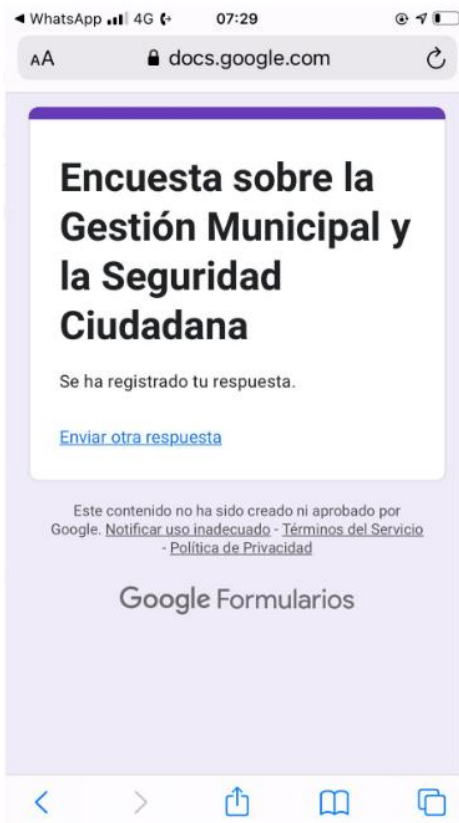 ◀ WhatsApp 4G 07:29
AA docs.google.com
Encuesta sobre la
Gestión Municipal y
la Seguridad
Ciudadana
Se ha registrado tu respuesta.
Enviar otra respuesta
Este contenido no ha sido creado ni aprobado por
Google. Notificar uso inadecuado - Términos del Servicio
- Política de Privacidad
Google Formularios